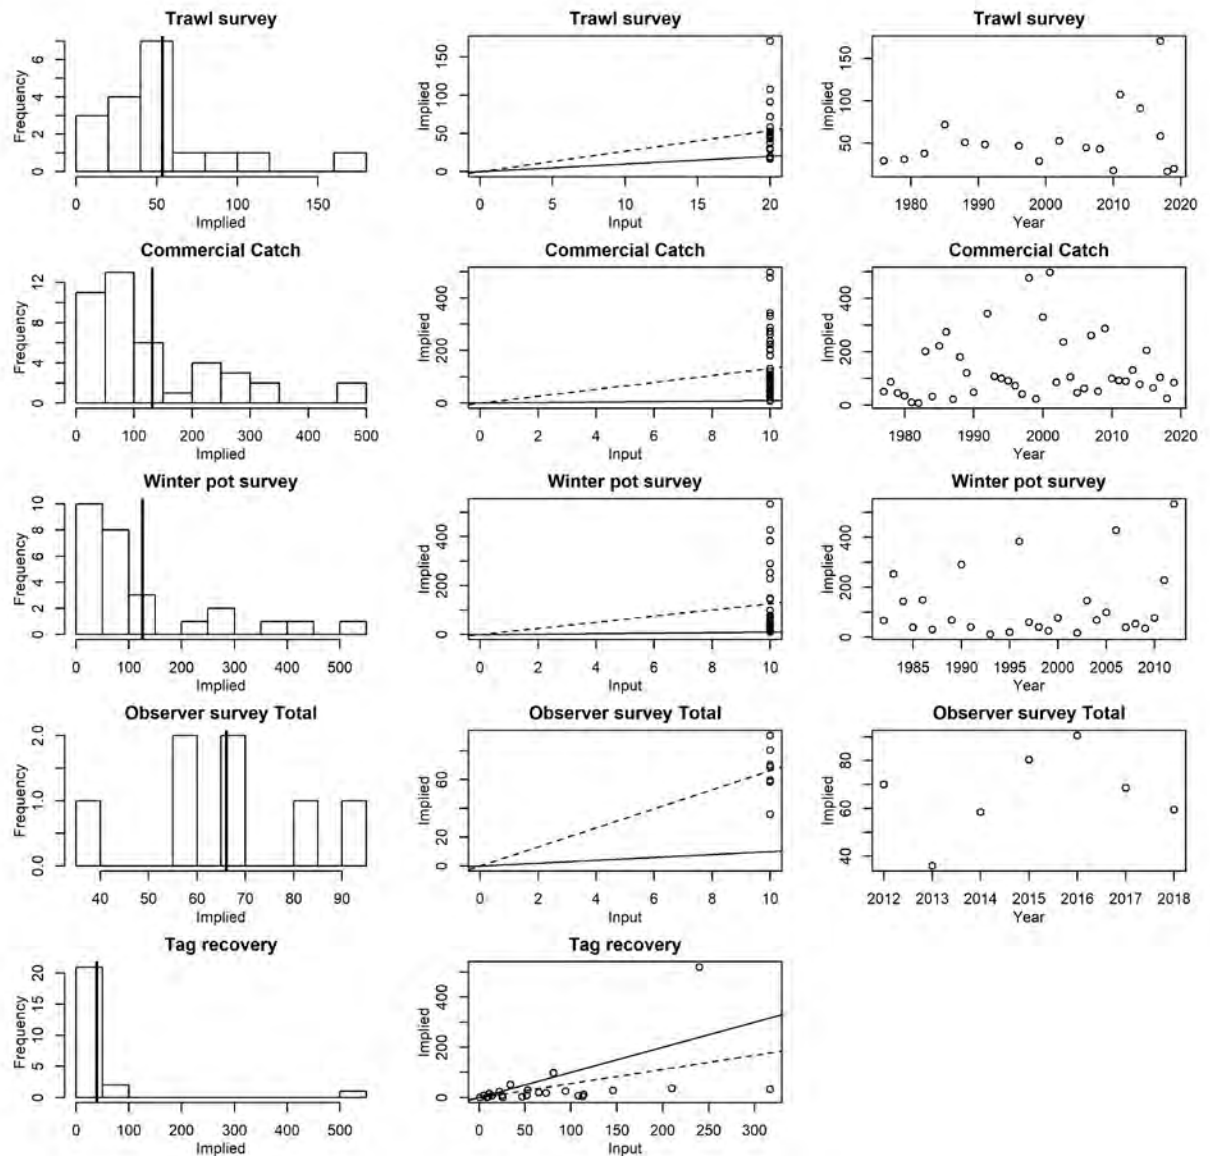 Trawl survey
Frequency
0 2 4 6
0 50 100 150
Implied
Trawl survey
Implied
0 50 100 150
0 5 10 15 20
Input
Trawl survey
Implied
50 100 150
1980 1990 2000 2010 2020
Year
Commercial Catch
Frequency
0 4 8 12
0 100 200 300 400 500
Implied
Commercial Catch
Implied
0 200 400
0 2 4 6 8 10
Input
Commercial Catch
Implied
0 200 400
1980 1990 2000 2010 2020
Year
Winter pot survey
Frequency
0 2 4 6 8 10
0 100 200 300 400 500
Implied
Winter pot survey
Implied
0 200 400
0 2 4 6 8 10
Input
Winter pot survey
Implied
0 200 400
1985 1990 1995 2000 2005 2010
Year
Observer survey Total
Frequency
0.0 1.0 2.0
40 50 60 70 80 90
Implied
Observer survey Total
Implied
0 20 60
0 2 4 6 8 10
Input
Observer survey Total
Implied
40 60 80
2012 2013 2014 2015 2016 2017 2018
Year
Tag recovery
Frequency
0 5 10 15 20
0 100 200 300 400 500
Implied
Tag recovery
Implied
0 200 400
0 50 100 150 200 250 300
Input